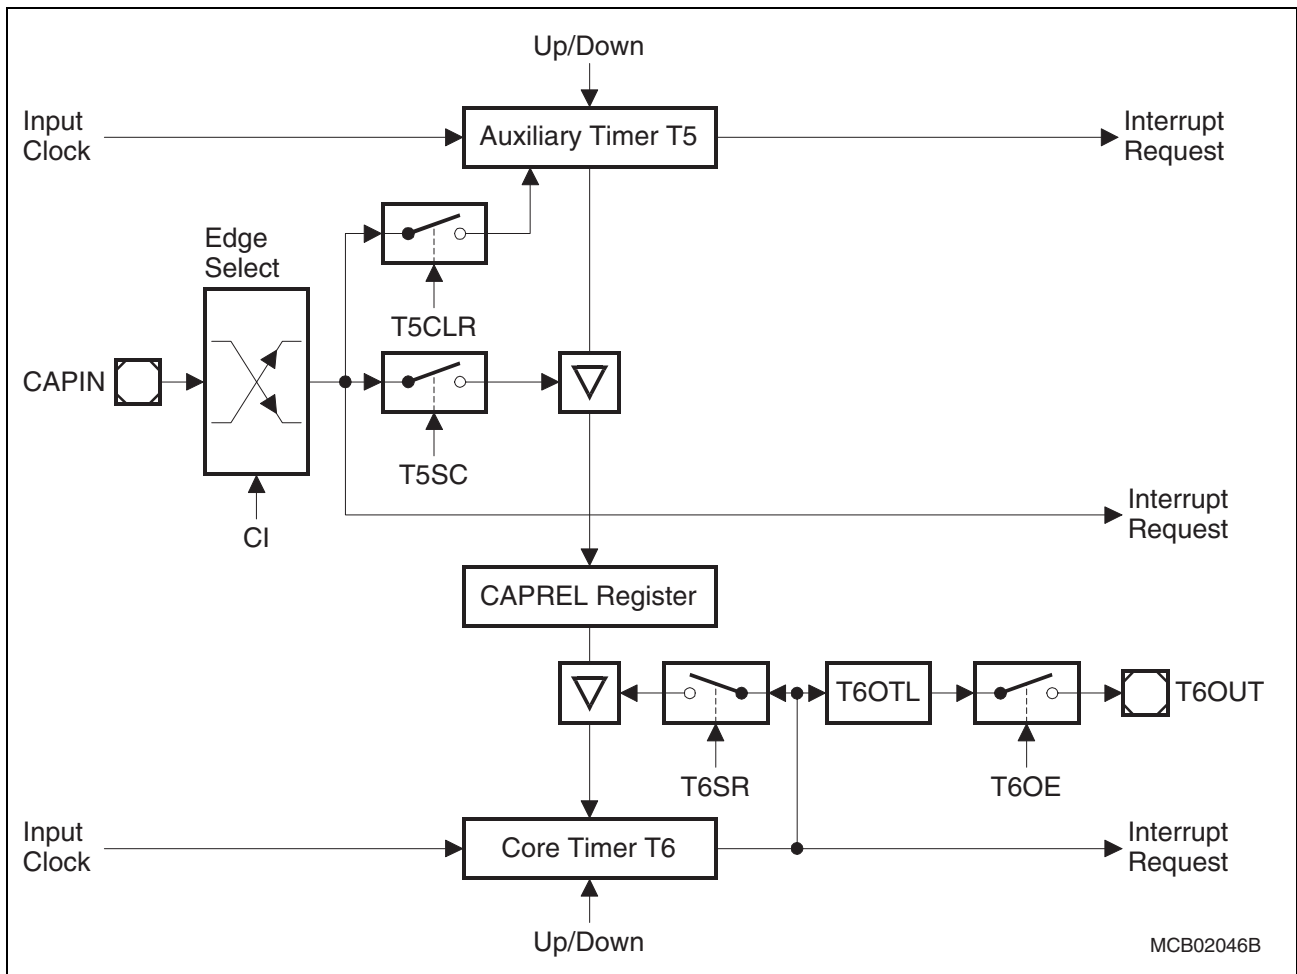 Up/Down
Input
Clock
Auxiliary Timer T5
Interrupt
Request
Edge
Select
T5CLR
CAPIN
T5SC
CI
Interrupt
Request
CAPREL Register
T6OTL
T6OUT
T6SR
T6OE
Input
Clock
Core Timer T6
Interrupt
Request
Up/Down
MCB02046B